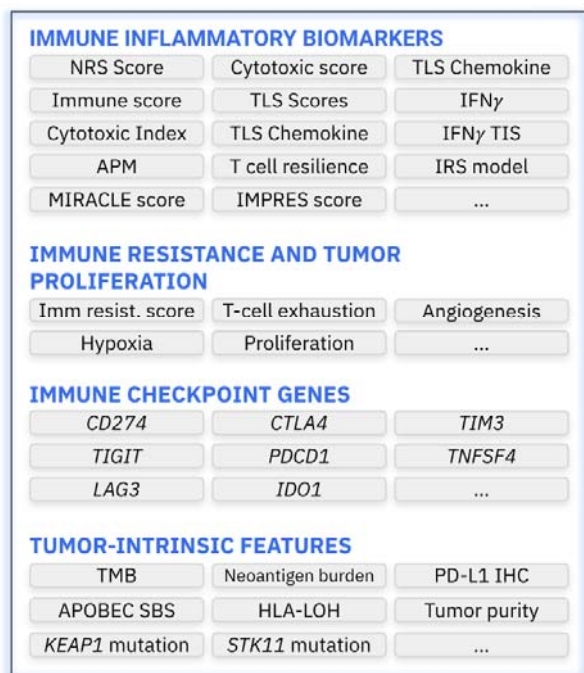 IMMUNE INFLAMMATORY BIOMARKERS
NRS Score Cytotoxic score TLS Chemokine
Immune score TLS Scores IFNγ
Cytotoxic Index TLS Chemokine IFNγ TIS
APM T cell resilience IRS model
MIRACLE score IMPRES score ...
IMMUNE RESISTANCE AND TUMOR
PROLIFERATION
Imm resist. score T-cell exhaustion Angiogenesis
Hypoxia Proliferation ...
IMMUNE CHECKPOINT GENES
CD274 CTLA4 TIM3
TIGIT PDCD1 TNFSF4
LAG3 IDO1 ...
TUMOR-INTRINSIC FEATURES
TMB Neoantigen burden PD-L1 IHC
APOBEC SBS HLA-LOH Tumor purity
KEAP1 mutation STK11 mutation ...